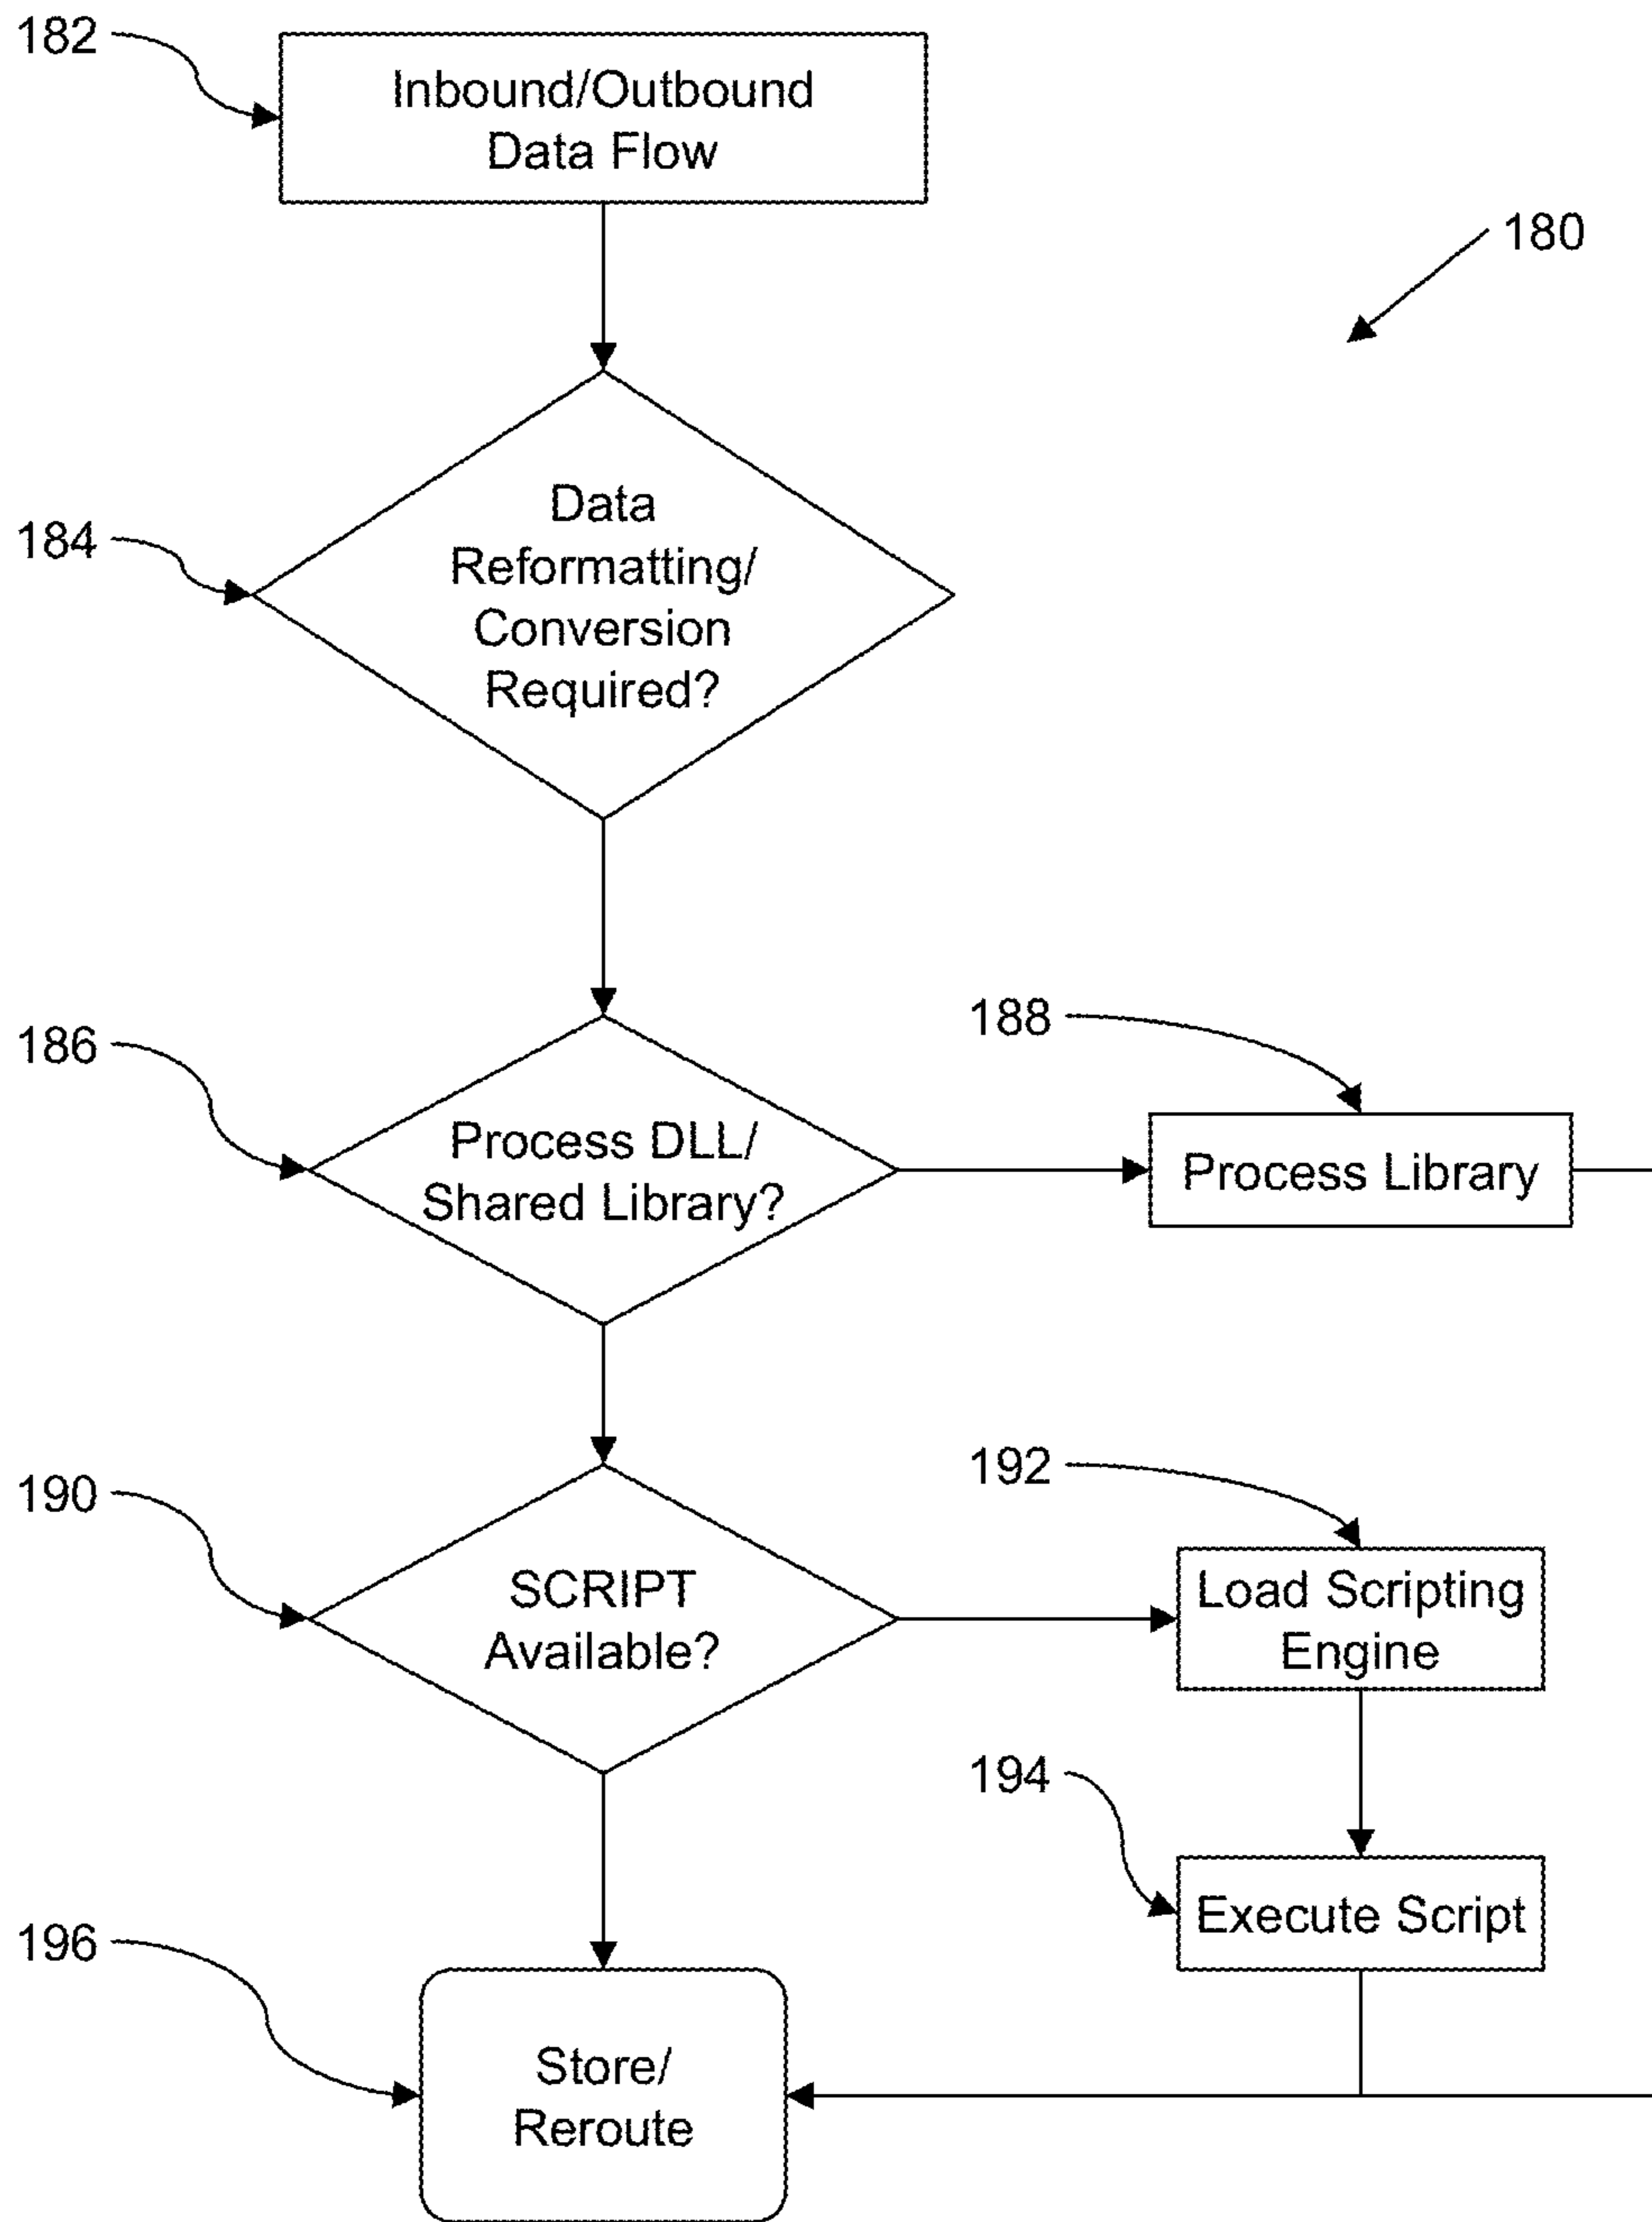 182
Inbound/Outbound
Data Flow
180
184
Data
Reformatting/
Conversion
Required?
186
Process DLL/
Shared Library?
188
Process Library
190
SCRIPT
Available?
192
Load Scripting
Engine
194
Execute Script
196
Store/
Reroute